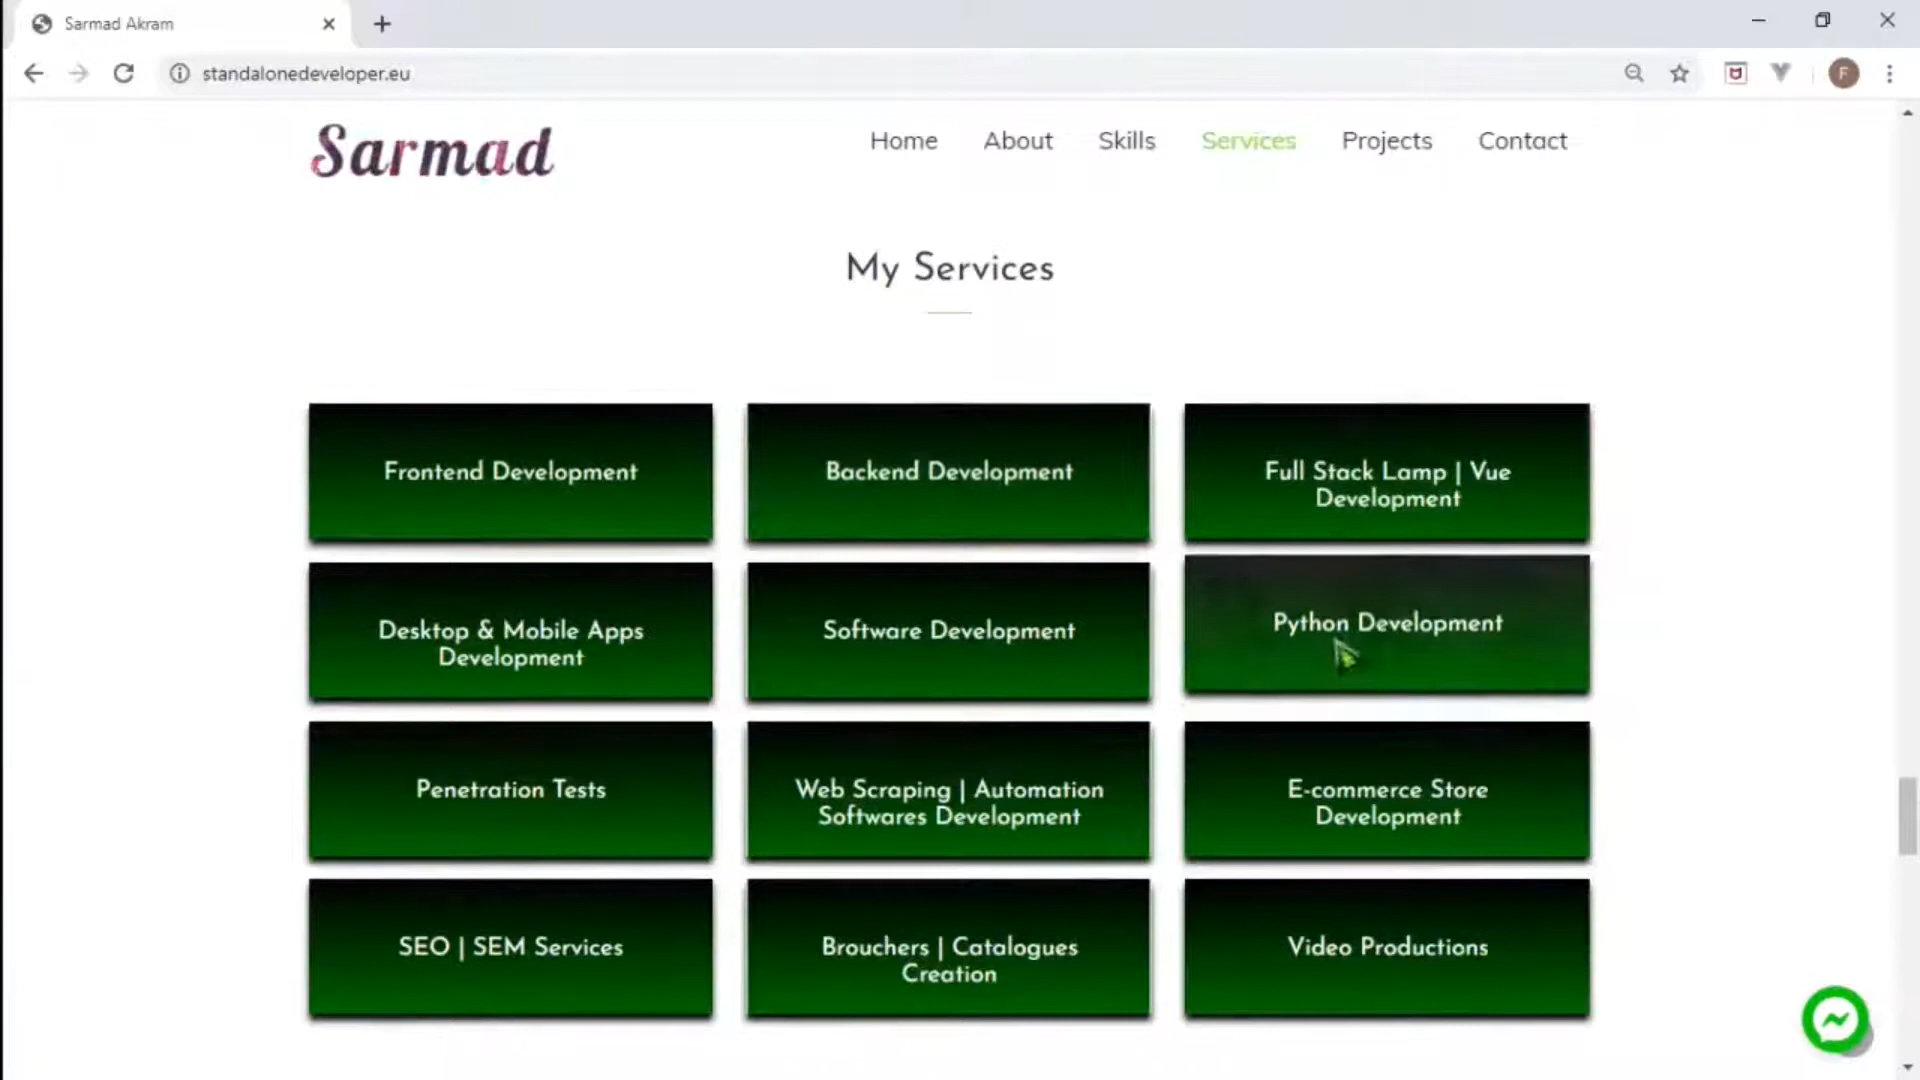 Sarmad Akram
standalonedeveloper.eu
F
Sarmad
Home About Skills Services Projects Contact
My Services
Frontend Development
Backend Development
Full Stack Lamp | Vue
Development
Desktop & Mobile Apps
Development
Software Development
Python Development
Penetration Tests
Web Scraping | Automation
Softwares Development
E-commerce Store
Development
SEO | SEM Services
Brouchers | Catalogues
Creation
Video Productions